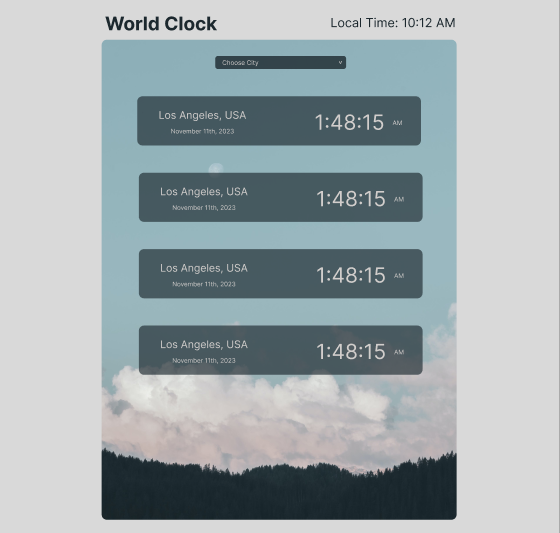 World Clock
Local Time: 10:12 AM
Choose City
Los Angeles, USA
November 11th, 2023
1:48:15 AM
Los Angeles, USA
November 11th, 2023
1:48:15 AM
Los Angeles, USA
November 11th, 2023
1:48:15 AM
Los Angeles, USA
November 11th, 2023
1:48:15 AM